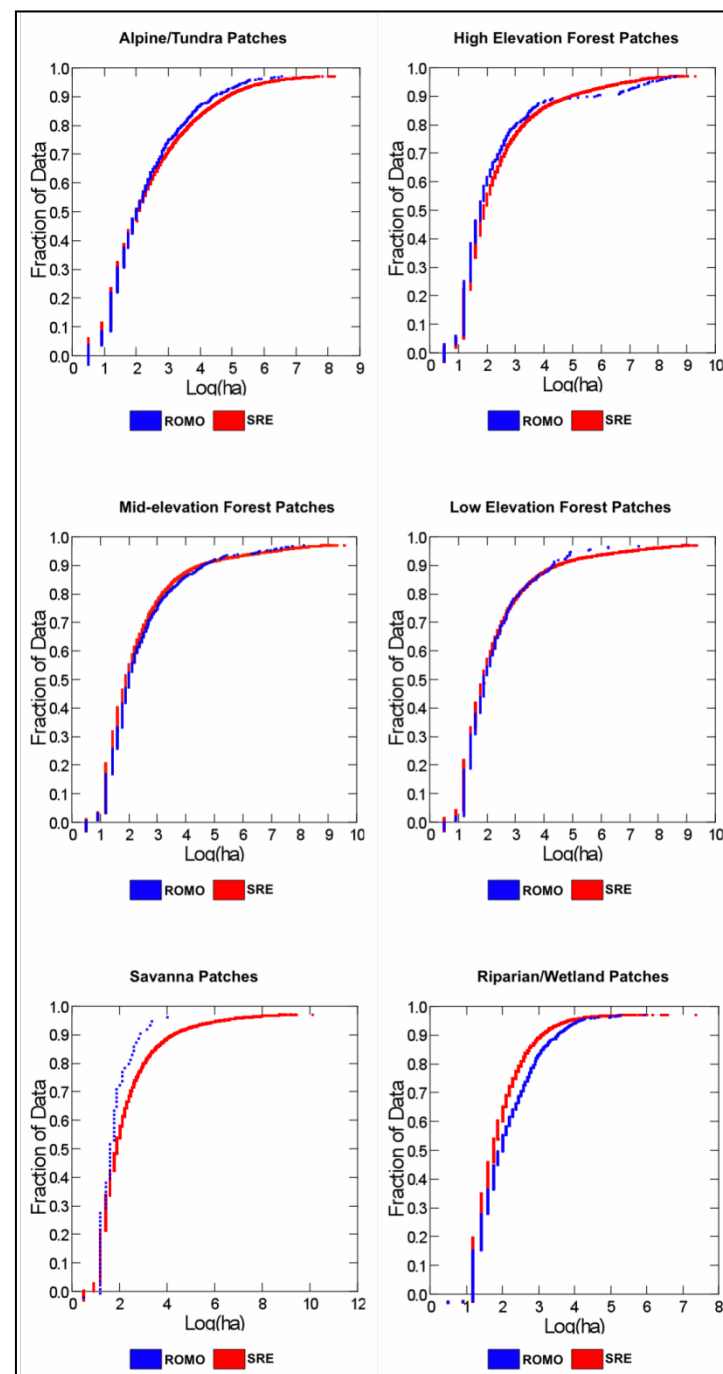 Alpine/Tundra Patches
Fraction of Data
1.0
0.9
0.8
0.7
0.6
0.5
0.4
0.3
0.2
0.1
0.0
0 1 2 3 4 5 6 7 8 9
Log(ha)
ROMO SRE
High Elevation Forest Patches
Fraction of Data
1.0
0.9
0.8
0.7
0.6
0.5
0.4
0.3
0.2
0.1
0.0
0 1 2 3 4 5 6 7 8 9 10
Log(ha)
ROMO SRE
Mid-elevation Forest Patches
Fraction of Data
1.0
0.9
0.8
0.7
0.6
0.5
0.4
0.3
0.2
0.1
0.0
0 1 2 3 4 5 6 7 8 9 10
Log(ha)
ROMO SRE
Low Elevation Forest Patches
Fraction of Data
1.0
0.9
0.8
0.7
0.6
0.5
0.4
0.3
0.2
0.1
0.0
0 1 2 3 4 5 6 7 8 9 10
Log(ha)
ROMO SRE
Savanna Patches
Fraction of Data
1.0
0.9
0.8
0.7
0.6
0.5
0.4
0.3
0.2
0.1
0.0
0 2 4 6 8 10 12
Log(ha)
ROMO SRE
Riparian/Wetland Patches
Fraction of Data
1.0
0.9
0.8
0.7
0.6
0.5
0.4
0.3
0.2
0.1
0.0
0 1 2 3 4 5 6 7 8
Log(ha)
ROMO SRE